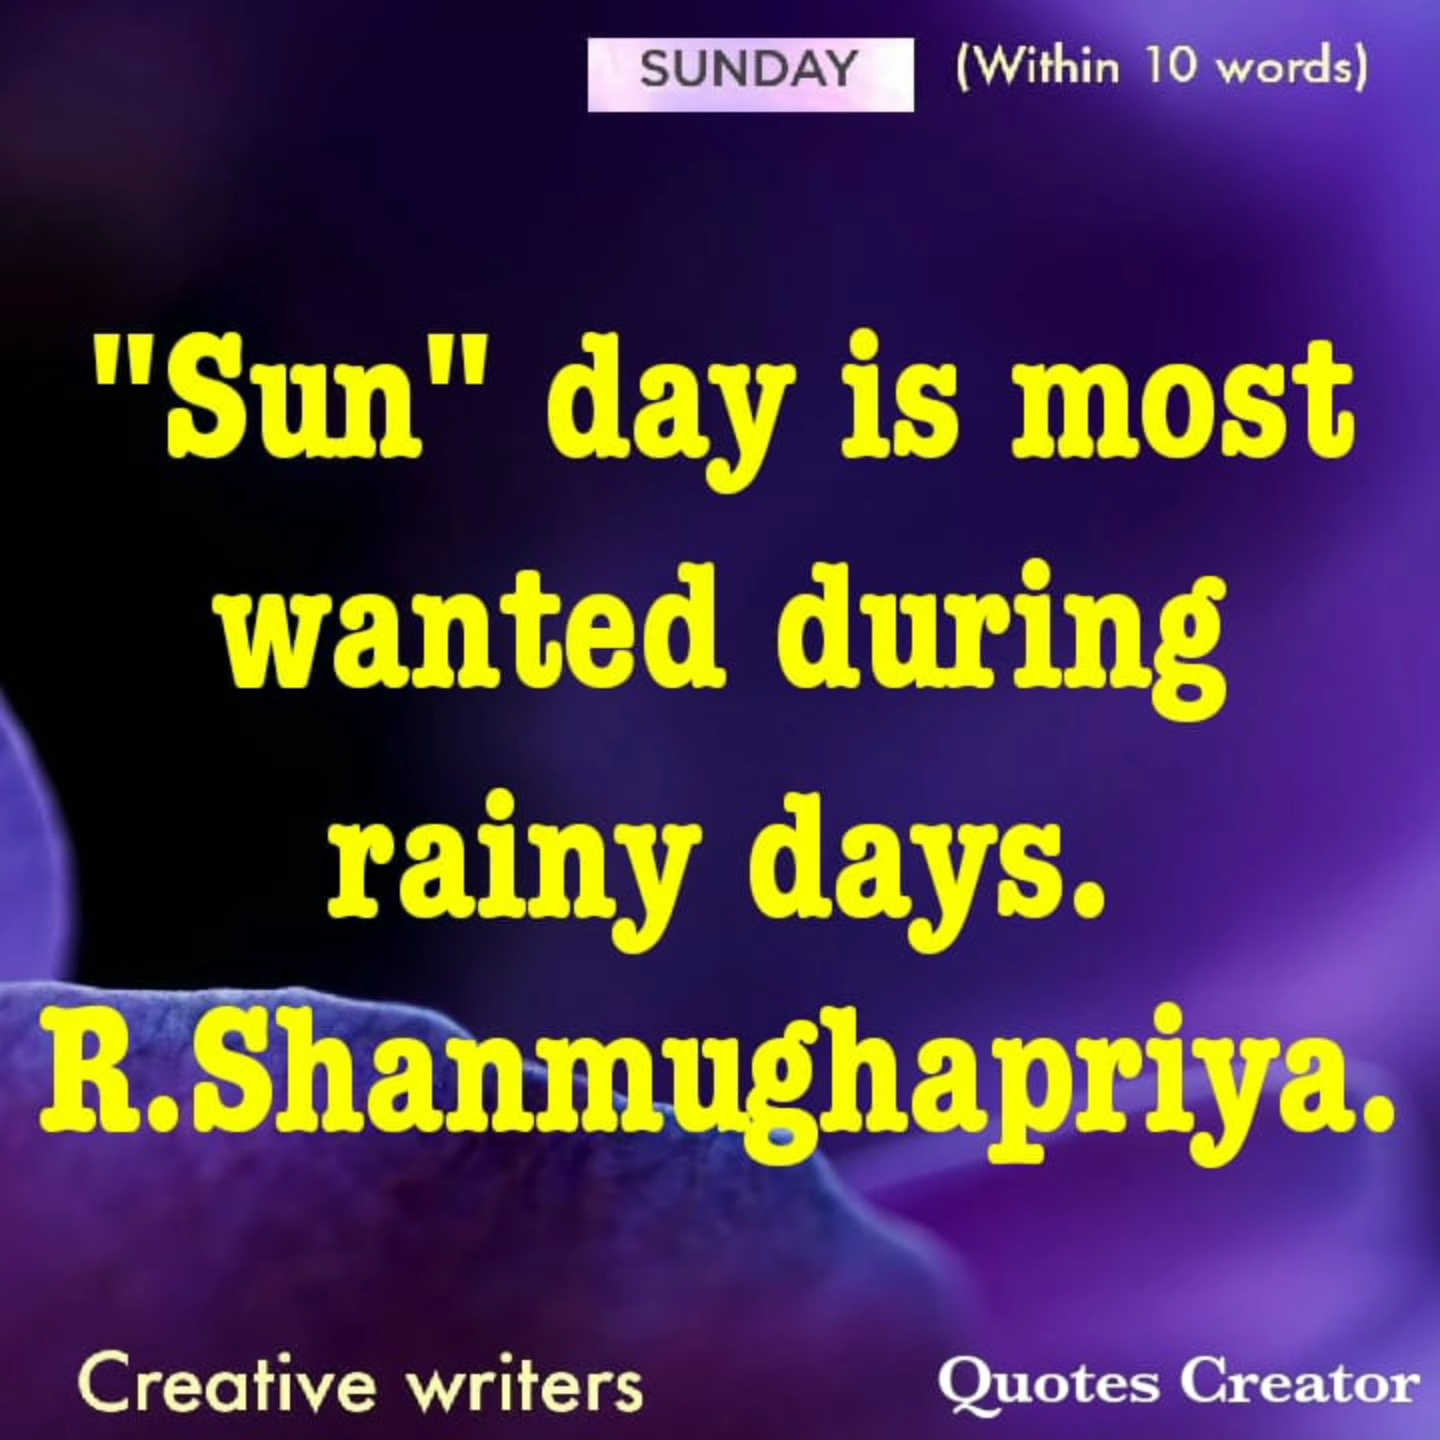 SUNDAY (Within 10 words)
"Sun" day is most
wanted during
rainy days.
R.Shanmughapriya.
Creative writers
Quotes Creator